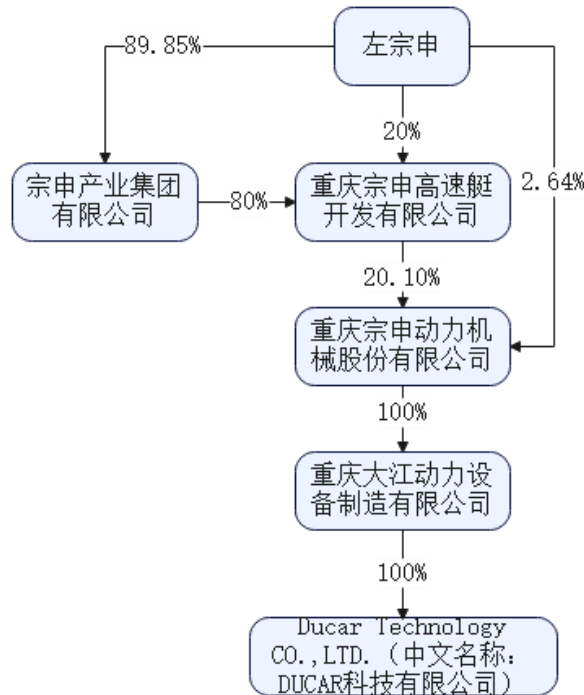 左宗申
89.85%
20%
2.64%
宗申产业集团
有限公司
80%
重庆宗申高速艇
开发有限公司
20.10%
重庆宗申动力机
械股份有限公司
100%
重庆大江动力设
备制造有限公司
100%
Ducar Technology
CO.,LTD.（中文名称：
DUCAR科技有限公司）